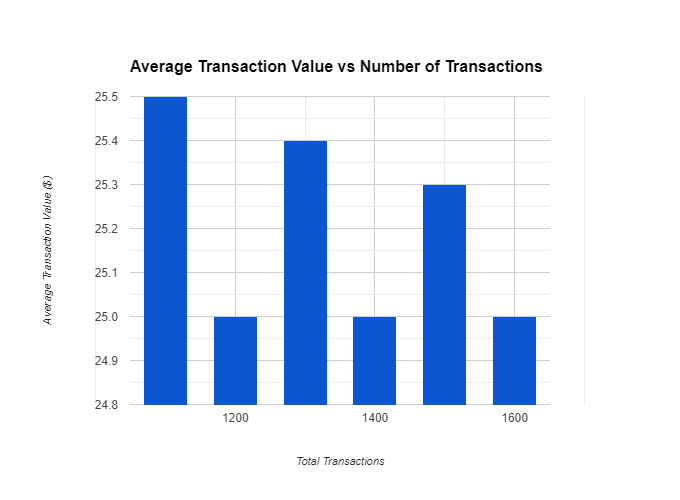 Average Transaction Value vs Number of Transactions
25.5
25.4
25.3
25.2
25.1
25.0
24.9
24.8
Average Transaction Value ($)
1200 1400 1600
Total Transactions